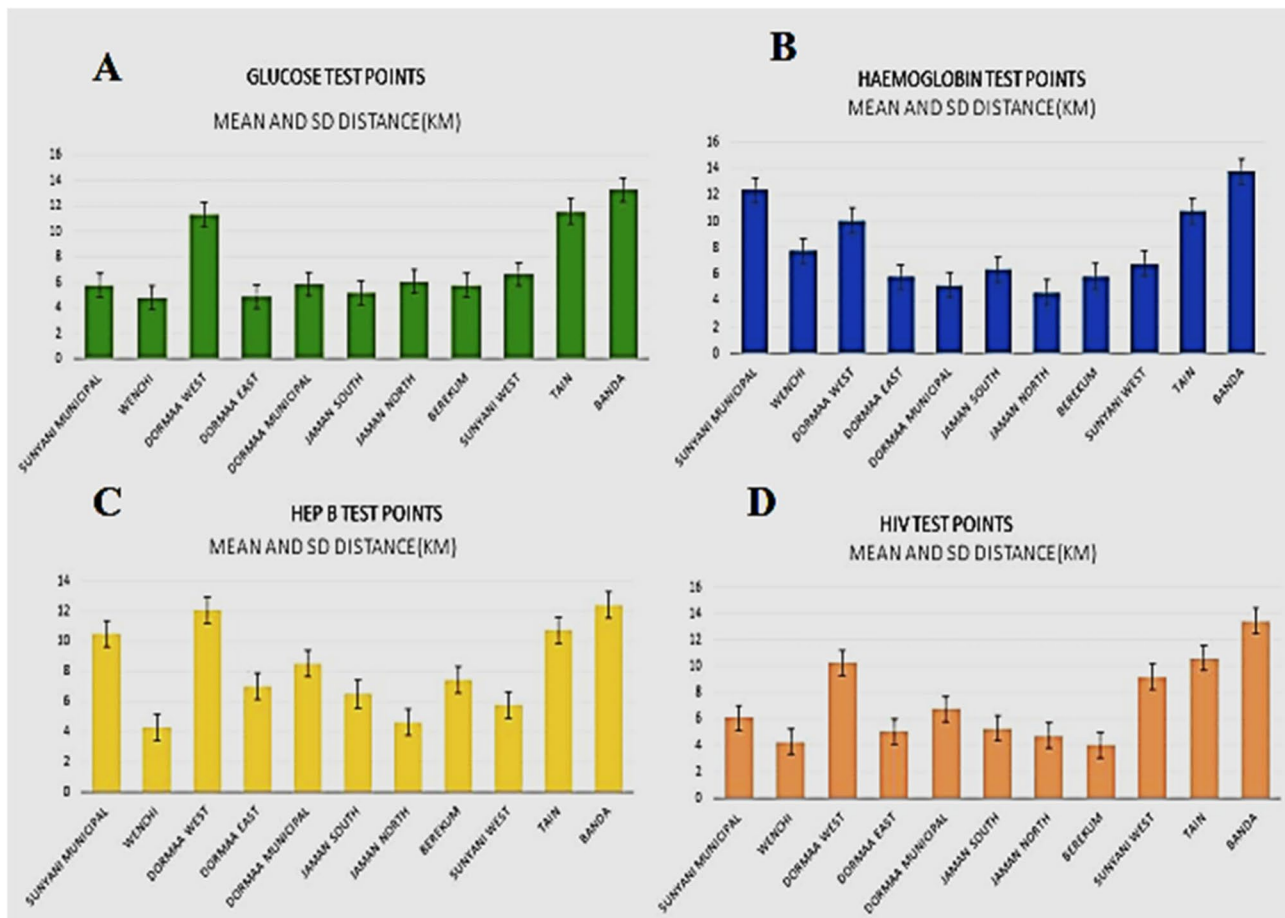 A
GLUCOSE TEST POINTS
MEAN AND SD DISTANCE(KM)
16
14
12
10
8
6
4
2
0
SUNYANI MUNICIPAL
WENCHI
DORMAA WEST
DORMAA EAST
DORMAA MUNICIPAL
JAMAN SOUTH
JAMAN NORTH
BEREKUM
SUNYANI WEST
TAIN
BANDA
B
HAEMOGLOBIN TEST POINTS
MEAN AND SD DISTANCE(KM)
16
14
12
10
8
6
4
2
0
SUNYANI MUNICIPAL
WENCHI
DORMAA WEST
DORMAA EAST
DORMAA MUNICIPAL
JAMAN SOUTH
JAMAN NORTH
BEREKUM
SUNYANI WEST
TAIN
BANDA
C
HEP B TEST POINTS
MEAN AND SD DISTANCE(KM)
14
12
10
8
6
4
2
0
SUNYANI MUNICIPAL
WENCHI
DORMAA WEST
DORMAA EAST
DORMAA MUNICIPAL
JAMAN SOUTH
JAMAN NORTH
BEREKUM
SUNYANI WEST
TAIN
BANDA
D
HIV TEST POINTS
MEAN AND SD DISTANCE(KM)
16
14
12
10
8
6
4
2
0
SUNYANI MUNICIPAL
WENCHI
DORMAA WEST
DORMAA EAST
DORMAA MUNICIPAL
JAMAN SOUTH
JAMAN NORTH
BEREKUM
SUNYANI WEST
TAIN
BANDA